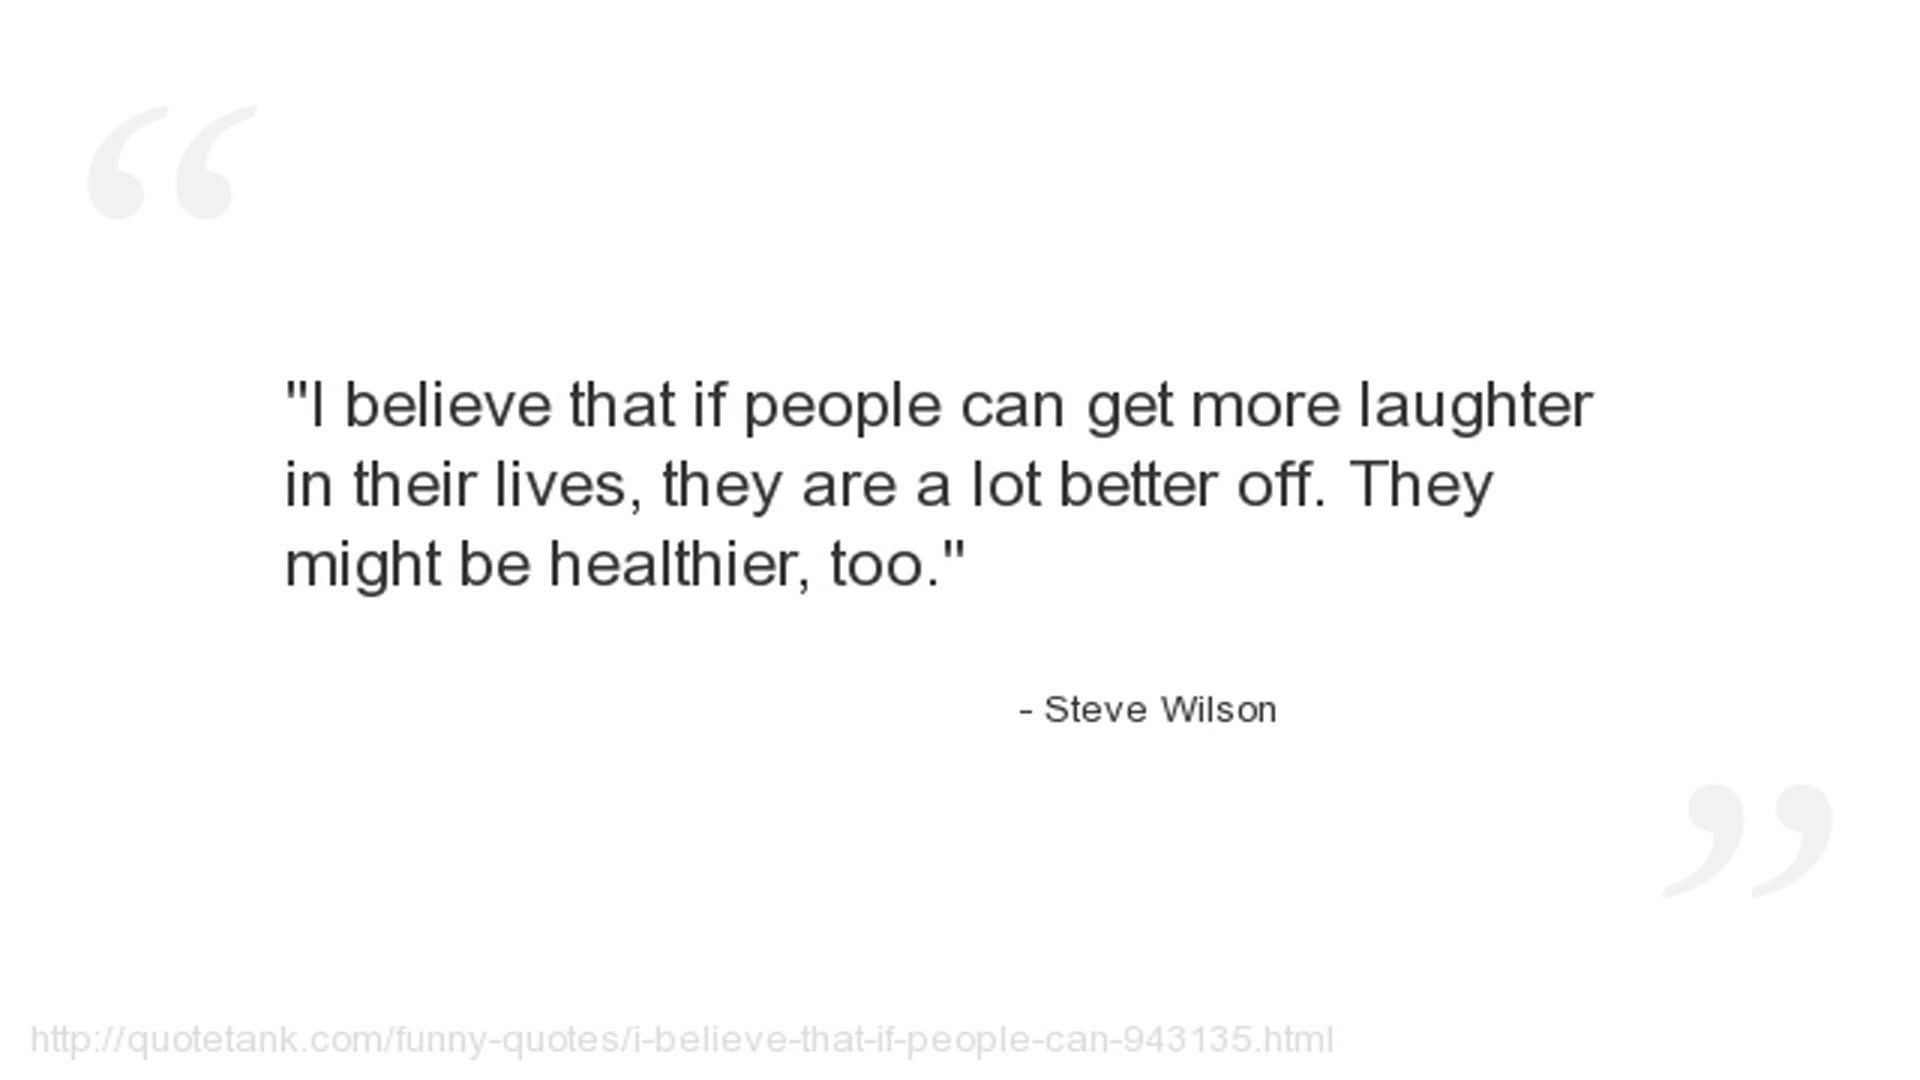 "I believe that if people can get more laughter
in their lives, they are a lot better off. They
might be healthier, too."
- Steve Wilson
http://quotetank.com/funny-quotes/i-believe-that-if-people-can-943135.html